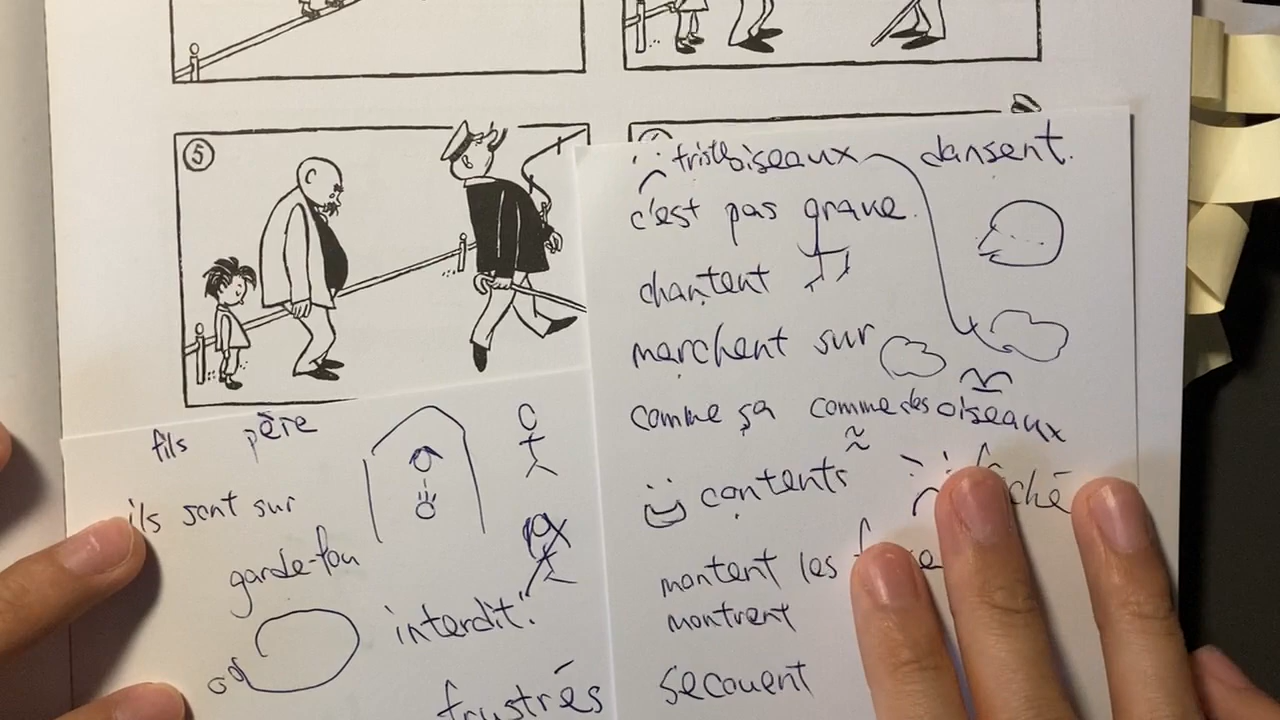 5
triste oiseaux dansent.
c'est pas grave.
chantent
marchent sur
comme ça comme des oiseaux
contents
montent les
montrent
secouent
fils père
ils sont sur
garde-fou
interdit!
frustrés